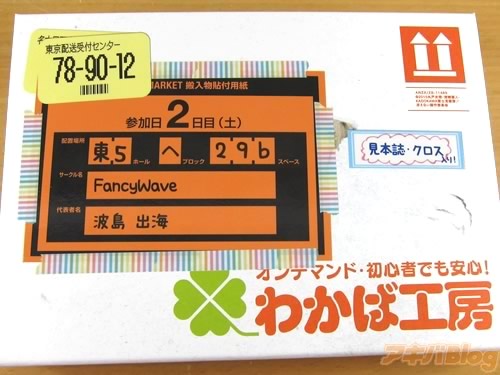 東京配送受付センター
78-90-12
MARKET 搬入物貼付用紙
参加日2日目(土)
配置場所 東5 ホール へ ブロック 29b スペース
サークル名
FancyWave
代表者名
波島 出海
見本誌・クロス入り!
オンデマンド・初心者でも安心!
わかば工房
アキバBlog